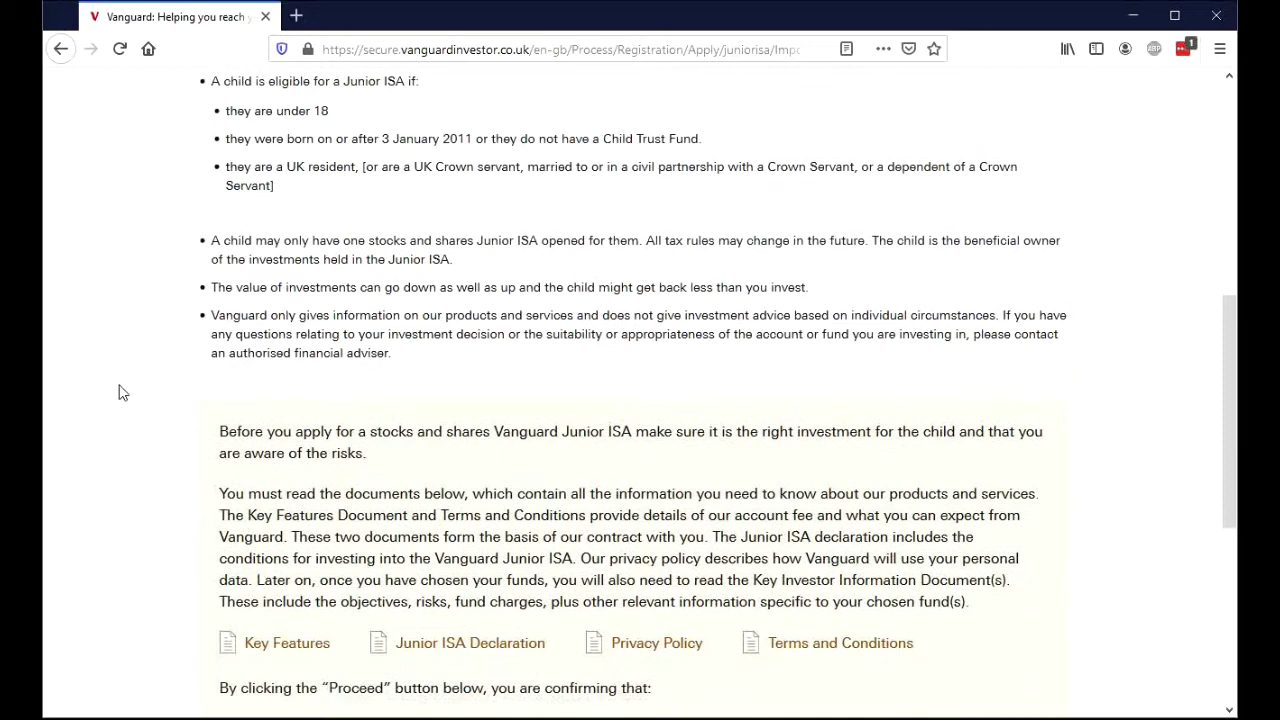 Vanguard: Helping you reach y
https://secure.vanguardinvestor.co.uk/en-gb/Process/Registration/Apply/juniorisa/Impo
ABP
1
A child is eligible for a Junior ISA if:
they are under 18
they were born on or after 3 January 2011 or they do not have a Child Trust Fund.
they are a UK resident, [or are a UK Crown servant, married to or in a civil partnership with a Crown Servant, or a dependent of a Crown
Servant]
A child may only have one stocks and shares Junior ISA opened for them. All tax rules may change in the future. The child is the beneficial owner
of the investments held in the Junior ISA.
The value of investments can go down as well as up and the child might get back less than you invest.
Vanguard only gives information on our products and services and does not give investment advice based on individual circumstances. If you have
any questions relating to your investment decision or the suitability or appropriateness of the account or fund you are investing in, please contact
an authorised financial adviser.
Before you apply for a stocks and shares Vanguard Junior ISA make sure it is the right investment for the child and that you
are aware of the risks.
You must read the documents below, which contain all the information you need to know about our products and services.
The Key Features Document and Terms and Conditions provide details of our account fee and what you can expect from
Vanguard. These two documents form the basis of our contract with you. The Junior ISA declaration includes the
conditions for investing into the Vanguard Junior ISA. Our privacy policy describes how Vanguard will use your personal
data. Later on, once you have chosen your funds, you will also need to read the Key Investor Information Document(s).
These include the objectives, risks, fund charges, plus other relevant information specific to your chosen fund(s).
Key Features Junior ISA Declaration Privacy Policy Terms and Conditions
By clicking the “Proceed” button below, you are confirming that: